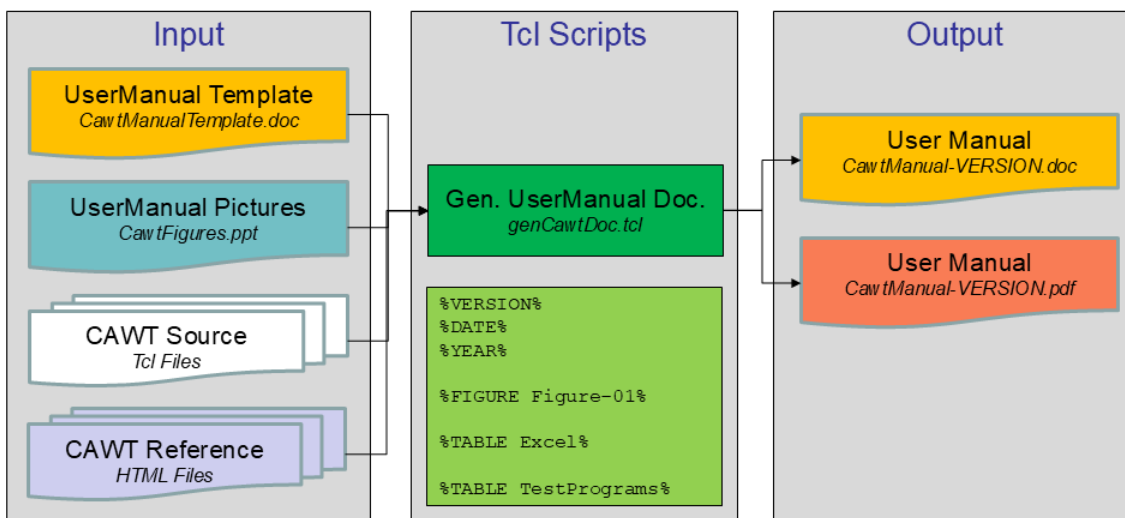 Input
UserManual Template
CawtManualTemplate.doc
UserManual Pictures
CawtFigures.ppt
CAWT Source
Tcl Files
CAWT Reference
HTML Files
Tcl Scripts
Gen. UserManual Doc.
genCawtDoc.tcl
%VERSION%
%DATE%
%YEAR%
%FIGURE Figure-01%
%TABLE Excel%
%TABLE TestPrograms%
Output
User Manual
CawtManual-VERSION.doc
User Manual
CawtManual-VERSION.pdf